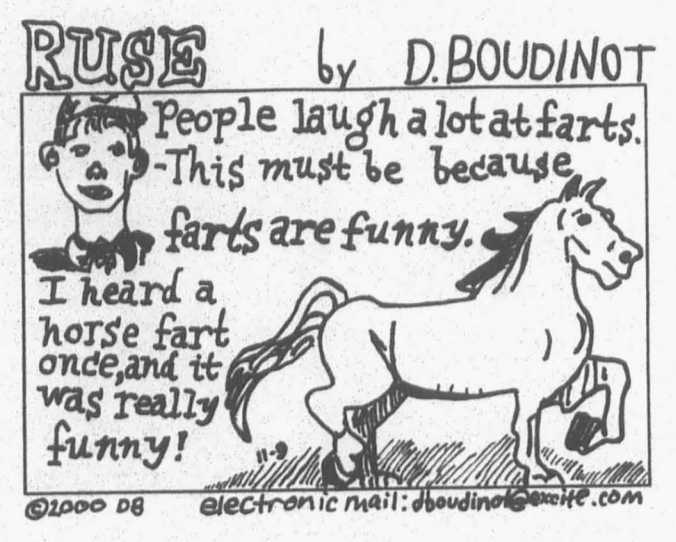 RUSE by D.BOUDINOT
People laugh a lot at farts.
-This must be because
farts are funny.
I heard a
horse fart
once,and it
was really
funny!
11-9
©2000 DB electronic mail: dboudinot@excite.com